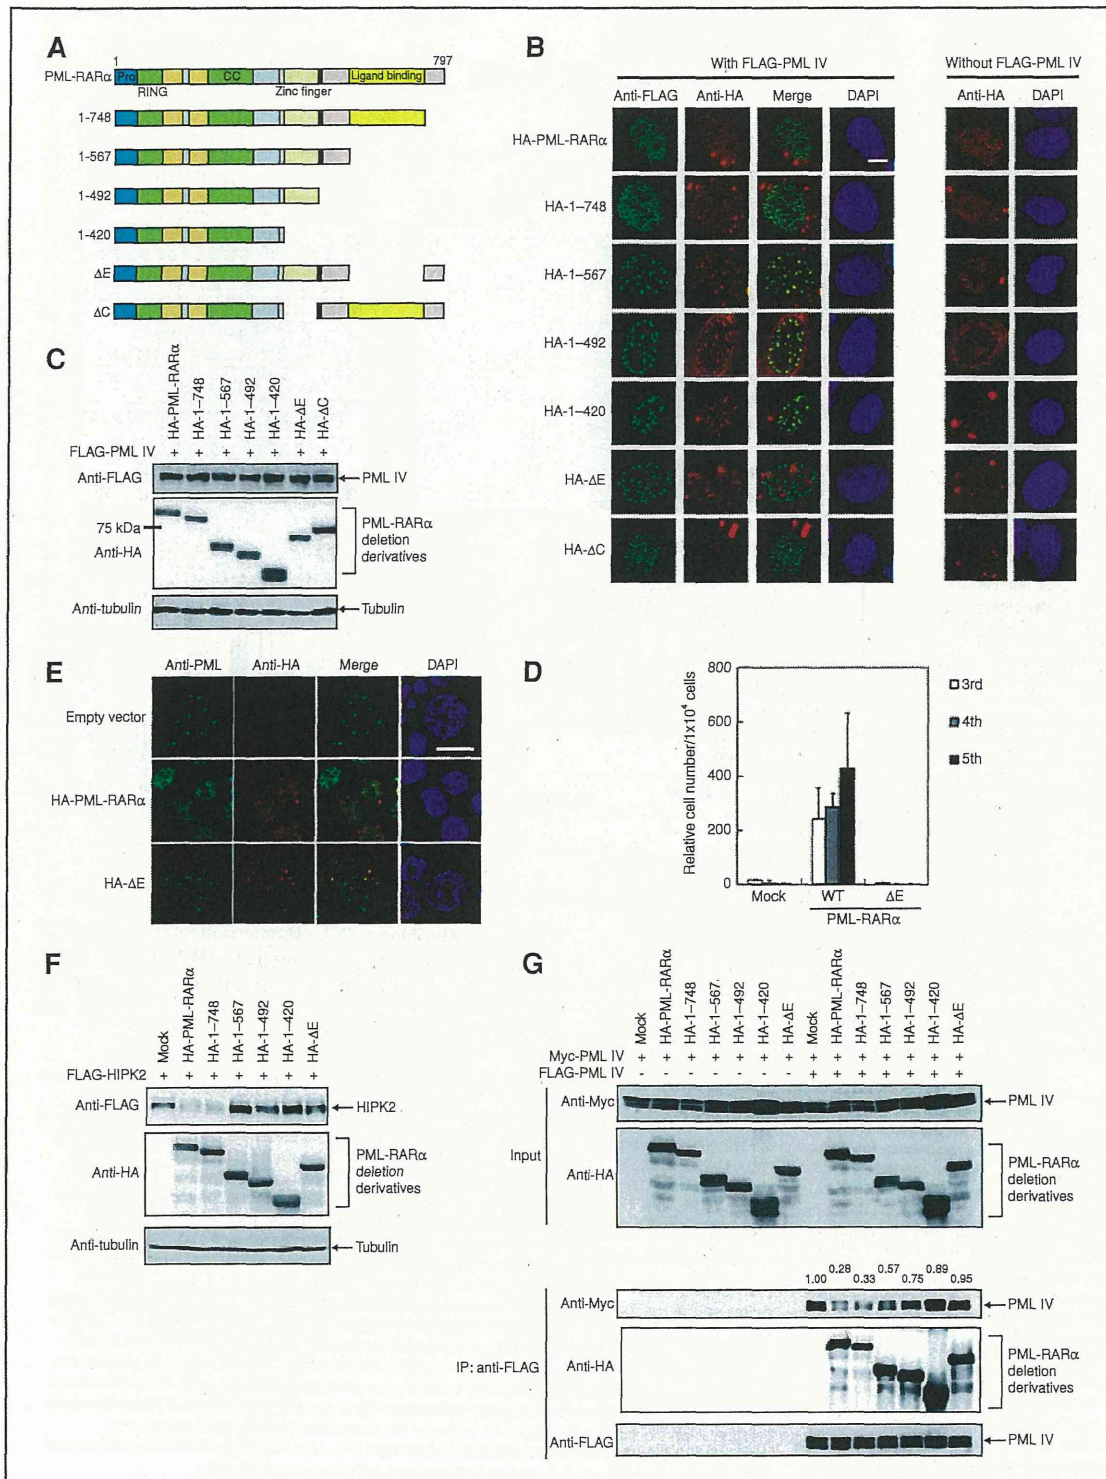 A
1 797
PML-RARα Pro CC Ligand binding
RING Zinc finger
1-748
1-567
1-492
1-420
ΔE
ΔC
B
With FLAG-PML IV Without FLAG-PML IV
Anti-FLAG Anti-HA Merge DAPI Anti-HA DAPI
HA-PML-RARα
HA-1–748
HA-1–567
HA-1–492
HA-1–420
HA-ΔE
HA-ΔC
C
HA-PML-RARα
HA-1–748
HA-1–567
HA-1–492
HA-1–420
HA-ΔE
HA-ΔC
FLAG-PML IV + + + + + + +
Anti-FLAG PML IV
75 kDa
Anti-HA
PML-RARα
deletion
derivatives
Anti-tubulin Tubulin
E
Anti-PML Anti-HA Merge DAPI
Empty vector
HA-PML-RARα
HA-ΔE
D
Relative cell number/1x10⁴ cells
800
600
400
200
0
3rd
4th
5th
Mock WT ΔE
PML-RARα
F
Mock
HA-PML-RARα
HA-1–748
HA-1–567
HA-1–492
HA-1–420
HA-ΔE
FLAG-HIPK2 + + + + + + +
Anti-FLAG HIPK2
Anti-HA
PML-RARα
deletion
derivatives
Anti-tubulin Tubulin
G
Mock
HA-PML-RARα
HA-1–748
HA-1–567
HA-1–492
HA-1–420
HA-ΔE
Mock
HA-PML-RARα
HA-1–748
HA-1–567
HA-1–492
HA-1–420
HA-ΔE
Myc-PML IV + + + + + + + + + + + + + +
FLAG-PML IV - - - - - - - + + + + + + +
Input
Anti-Myc PML IV
Anti-HA
PML-RARα
deletion
derivatives
1.00 0.28 0.33 0.57 0.75 0.89 0.95
IP: anti-FLAG
Anti-Myc PML IV
Anti-HA
PML-RARα
deletion
derivatives
Anti-FLAG PML IV